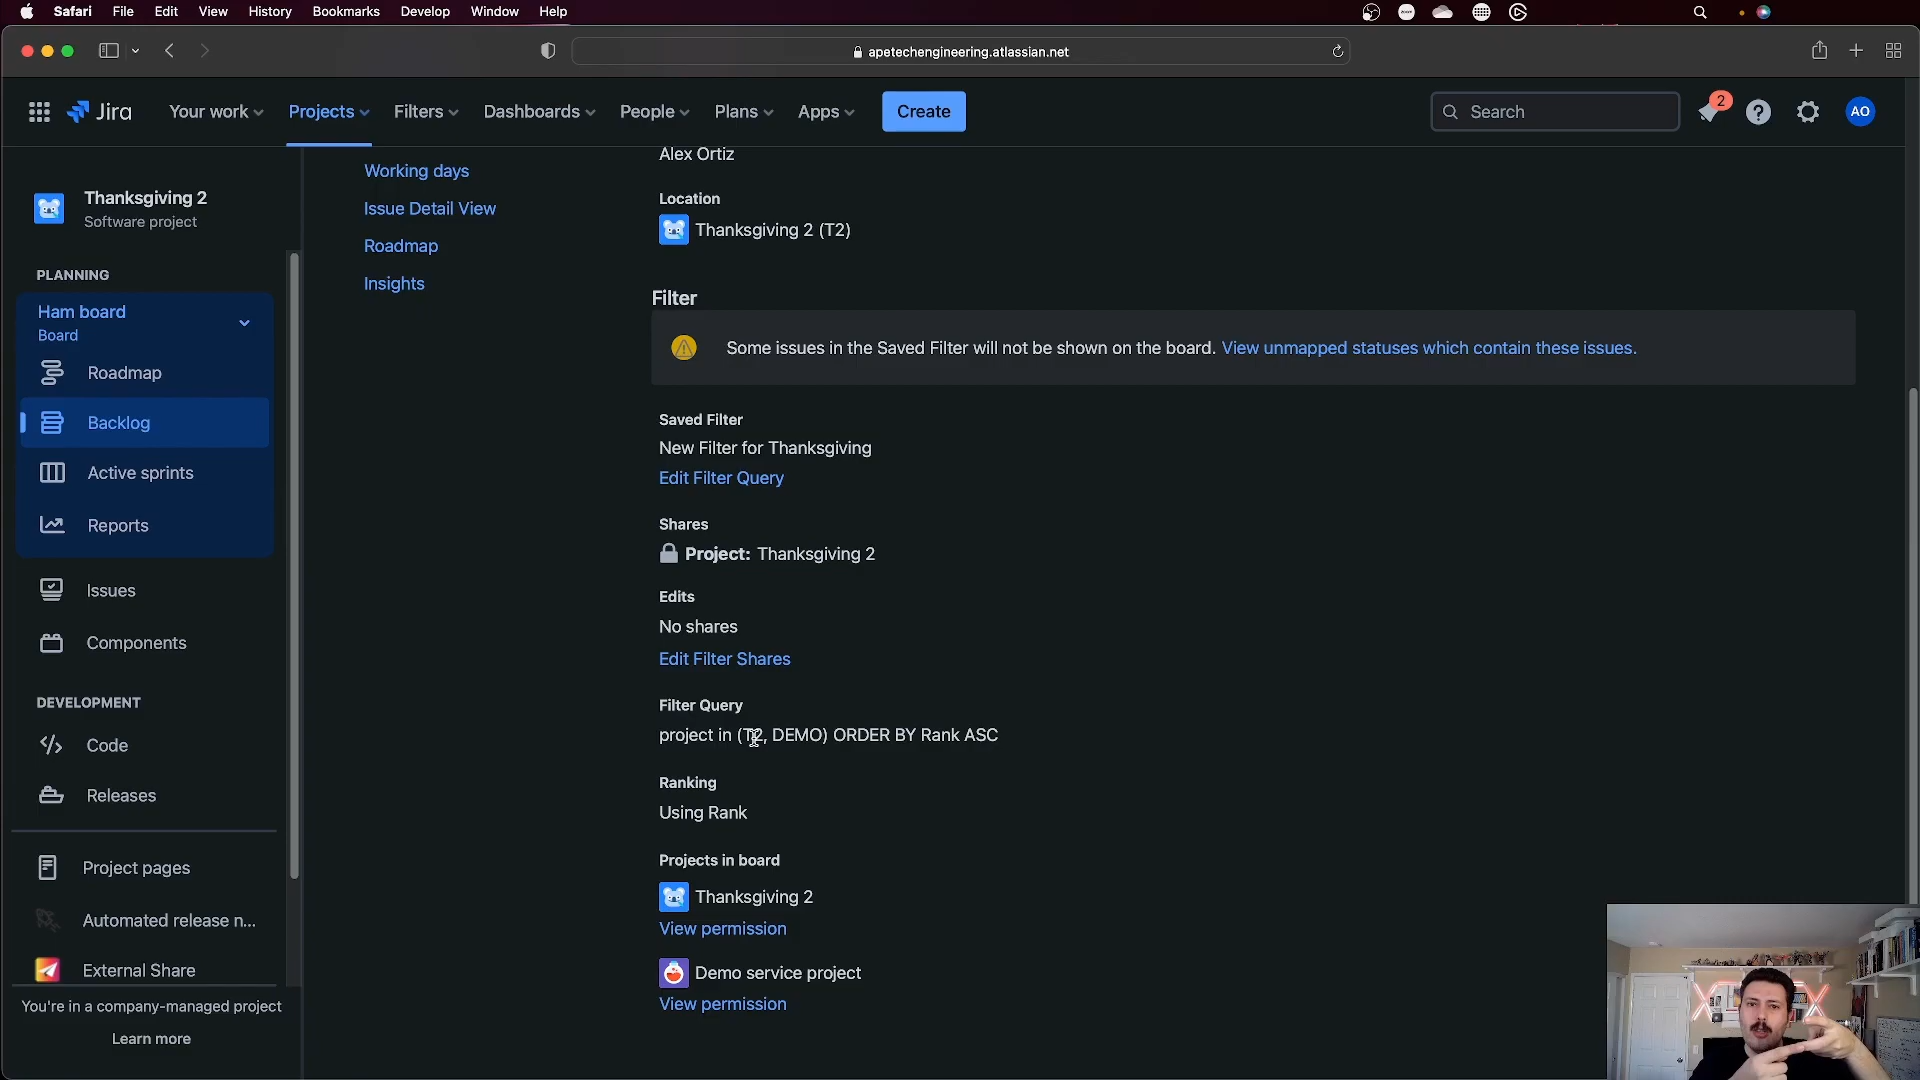 Safari File Edit View History Bookmarks Develop Window Help
apetechengineering.atlassian.net
Jira Your work Projects Filters Dashboards People Plans Apps Create Search 2 AO
Thanksgiving 2
Software project
PLANNING
Ham board
Board
Roadmap
Backlog
Active sprints
Reports
Issues
Components
DEVELOPMENT
Code
Releases
Project pages
Automated release n...
External Share
You're in a company-managed project
Learn more
Working days
Issue Detail View
Roadmap
Insights
Alex Ortiz
Location
Thanksgiving 2 (T2)
Filter
Some issues in the Saved Filter will not be shown on the board. View unmapped statuses which contain these issues.
Saved Filter
New Filter for Thanksgiving
Edit Filter Query
Shares
Project: Thanksgiving 2
Edits
No shares
Edit Filter Shares
Filter Query
project in (T2, DEMO) ORDER BY Rank ASC
Ranking
Using Rank
Projects in board
Thanksgiving 2
View permission
Demo service project
View permission